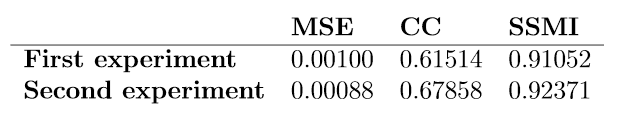 MSE CC SSMI
First experiment 0.00100 0.61514 0.91052
Second experiment 0.00088 0.67858 0.92371